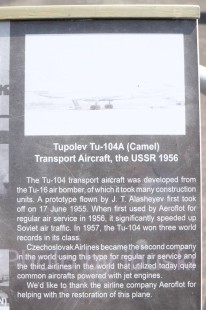 Tupolev Tu-104A (Camel)
Transport Aircraft, the USSR 1956
The Tu-104 transport aircraft was developed from
the Tu-16 air bomber, of which it took many construction
units. A prototype flown by J. T. Alasheyev first took
off on 17 June 1955. When first used by Aeroflot for
regular air service in 1956, it significantly speeded up
Soviet air traffic. In 1957, the Tu-104 won three world
records in its class.
Czechoslovak Airlines became the second company
in the world using this type for regular air service and
the third airlines in the world that utilized today quite
common aircrafts powered with jet engines.
We'd like to thank the airline company Aeroflot for
helping with the restoration of this plane.